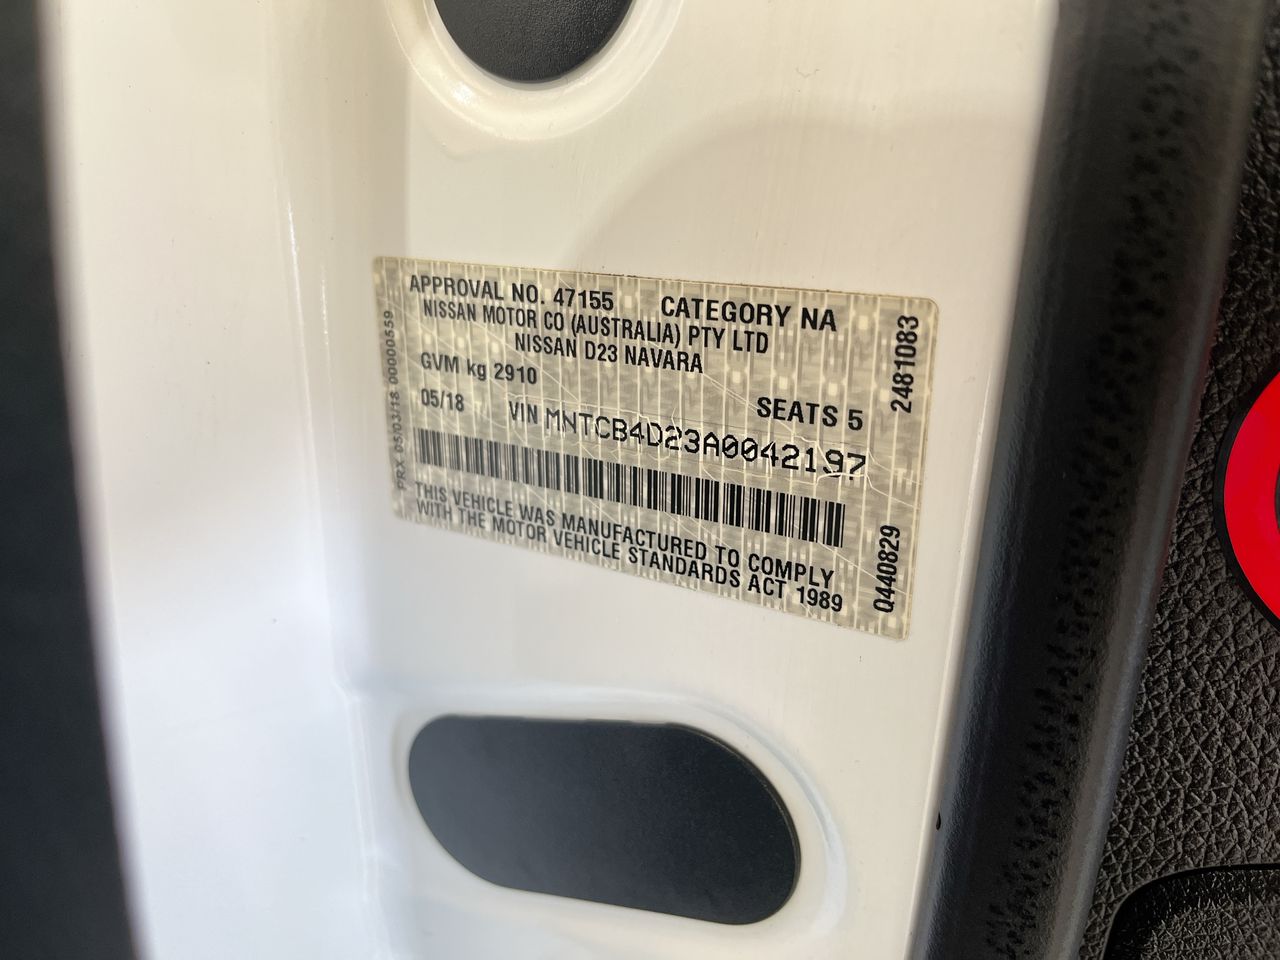 APPROVAL NO. 47155 CATEGORY NA
NISSAN MOTOR CO (AUSTRALIA) PTY LTD
NISSAN D23 NAVARA
GVM kg 2910
SEATS 5
05/18 VIN MNTCB4D23A0042197
THIS VEHICLE WAS MANUFACTURED TO COMPLY
WITH THE MOTOR VEHICLE STANDARDS ACT 1989
PRX 05/03/18 00000559
2481083
Q440829